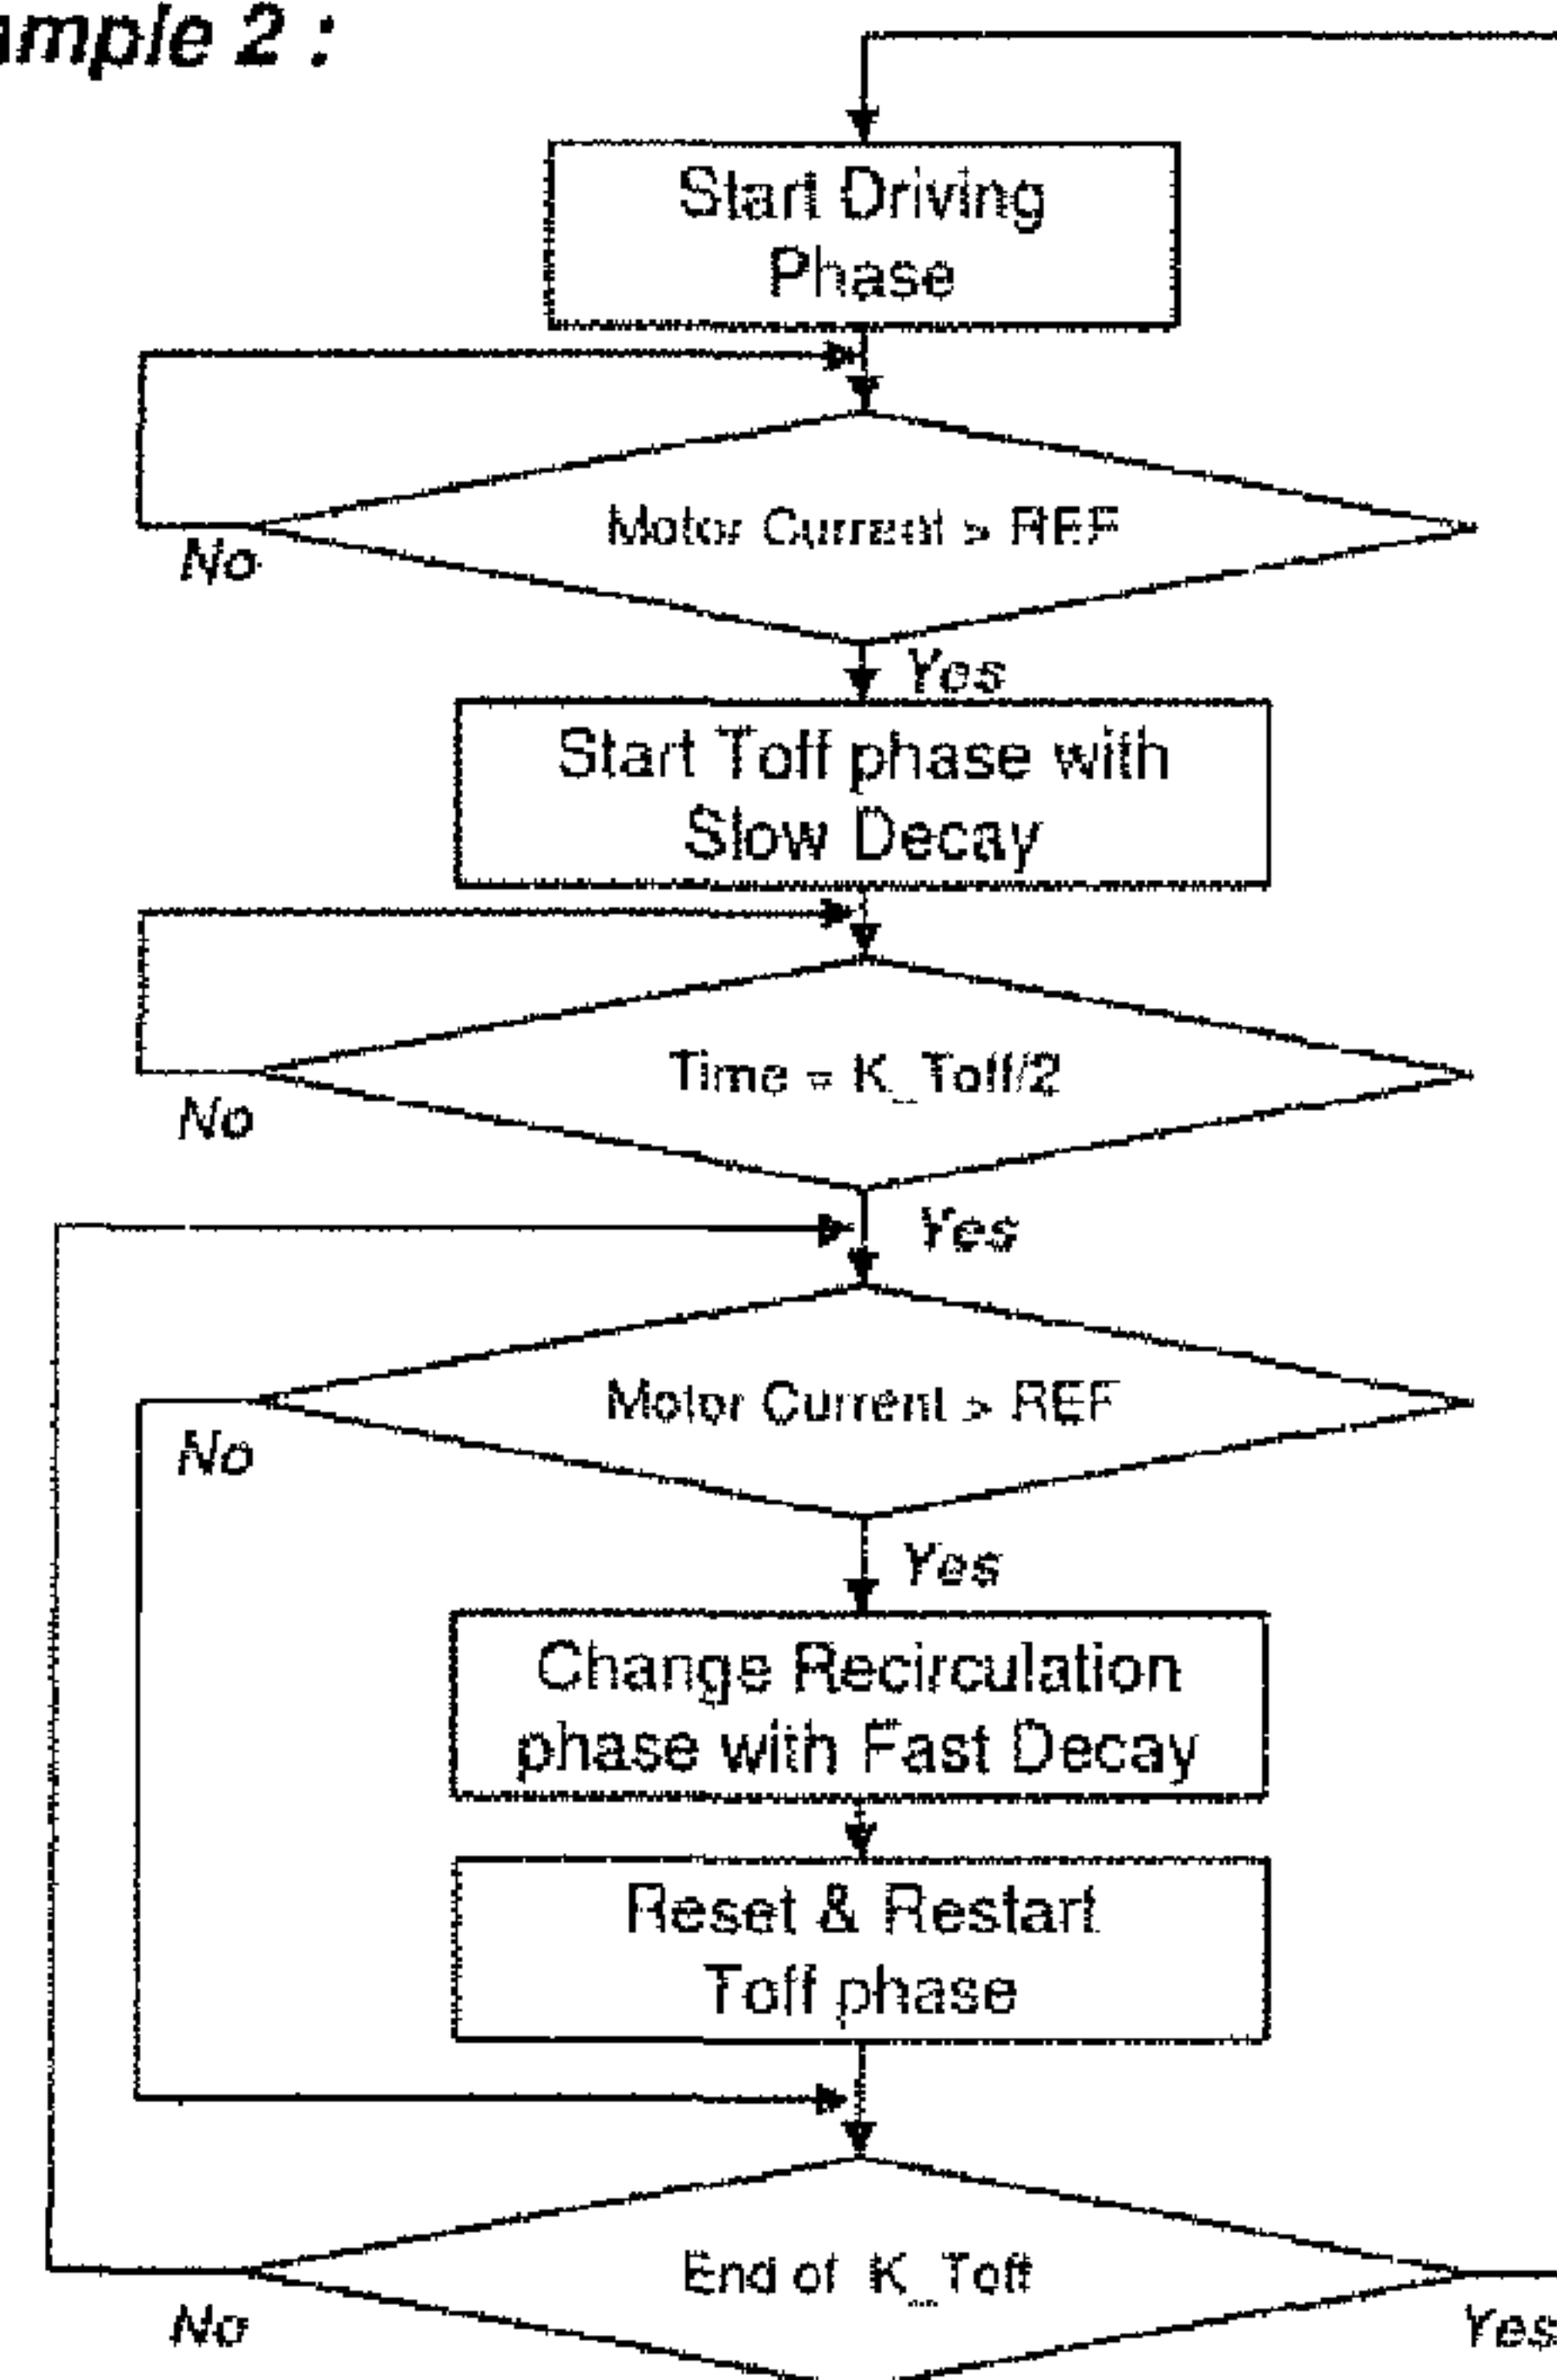 ample 2 :
Start Driving
Phase
Motor Current > REF
No
Yes
Start Toff phase with
Slow Decay
Time = K_Toff/2
No
Yes
Motor Current > REF
No
Yes
Change Recirculation
phase with Fast Decay
Reset & Restart
Toff phase
End of K_Toff
No
Yes